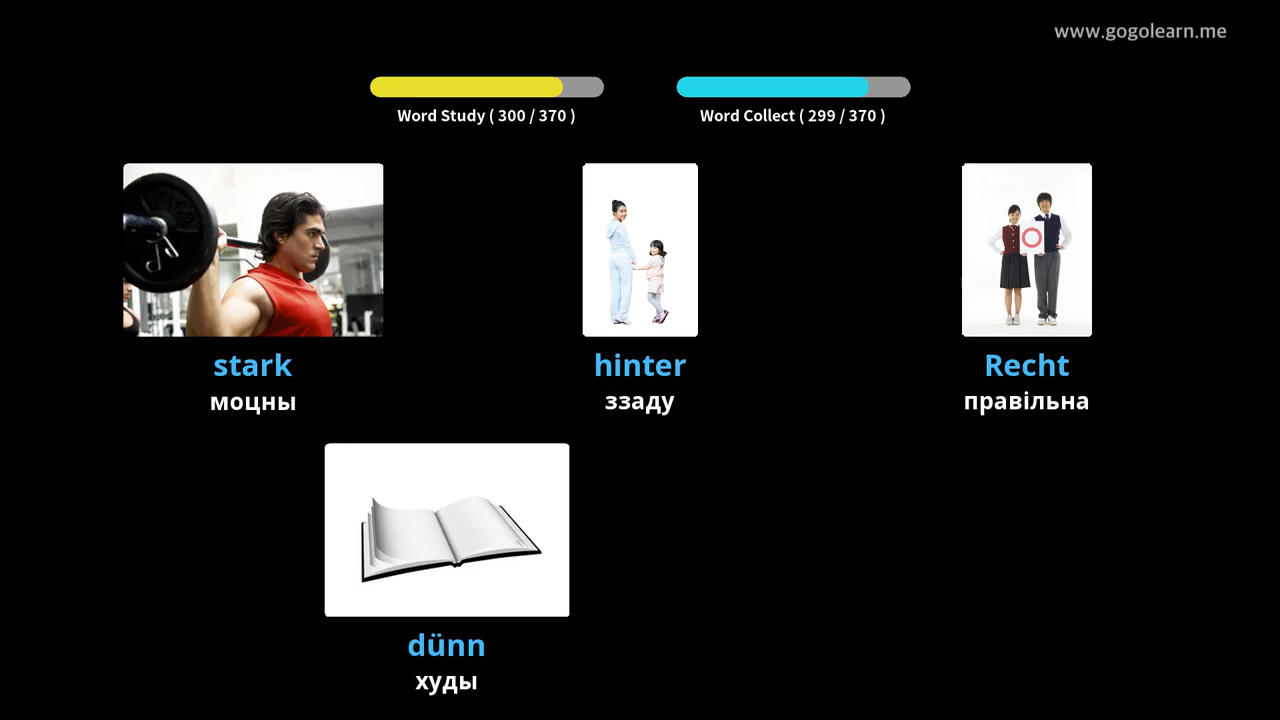 www.gogolearn.me
Word Study ( 300 / 370 )
Word Collect ( 299 / 370 )
stark
моцны
hinter
ззаду
Recht
правільна
dünn
худы